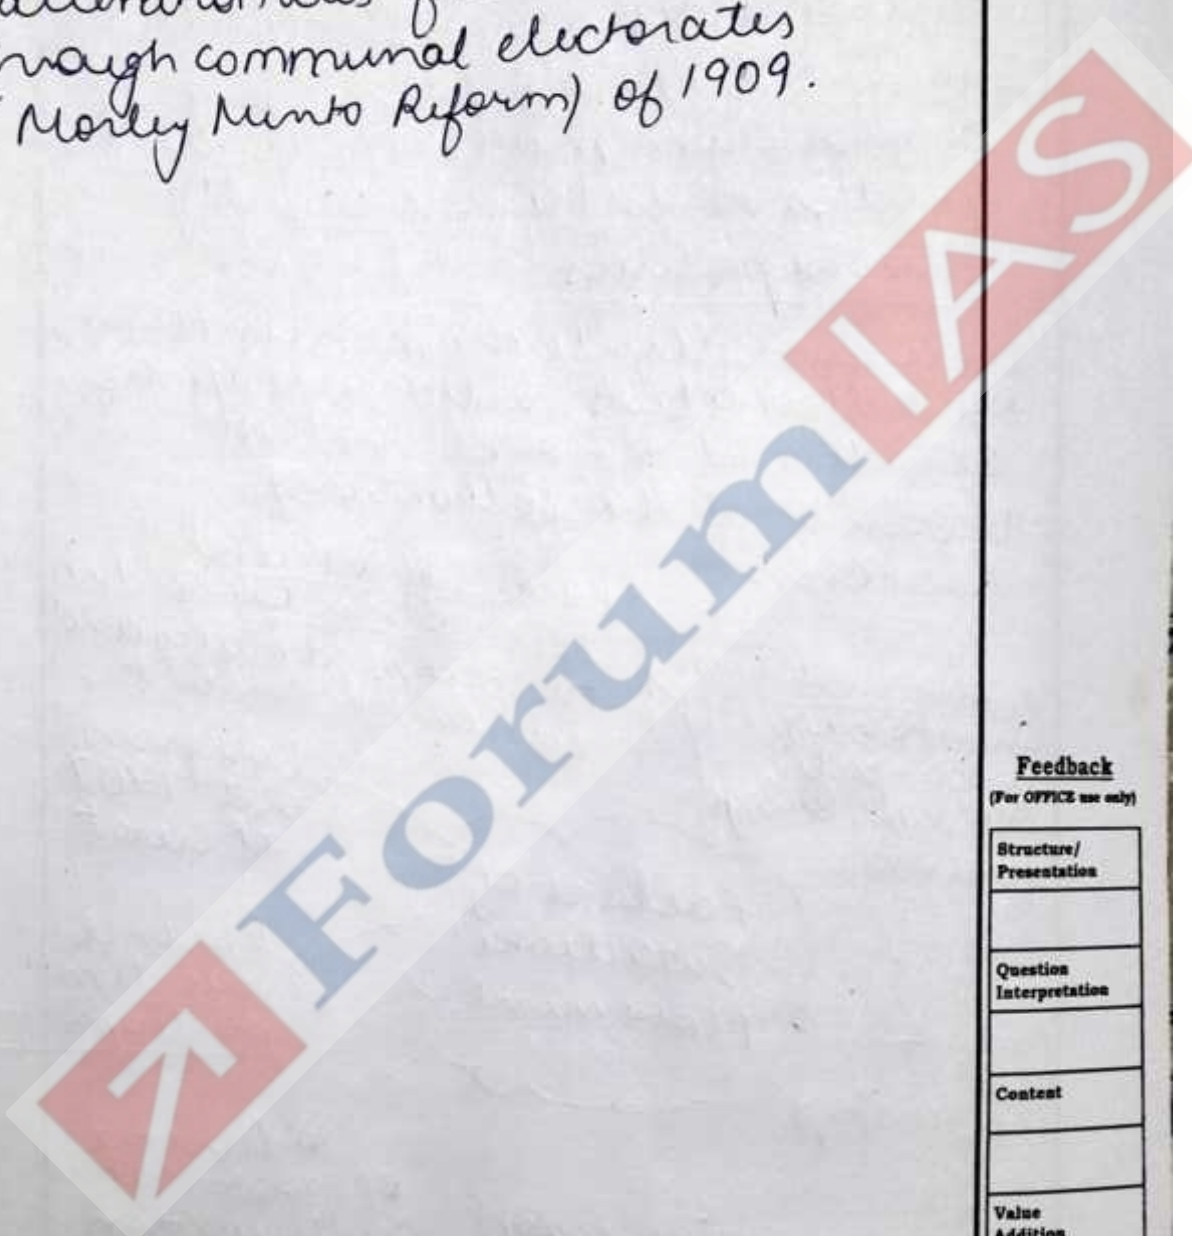 through communal electorates
(Morley Minto Reform) of 1909.
ForumIAS
Feedback
(For OFFICE use only)
Structure/
Presentation
Question
Interpretation
Content
Value
Addition